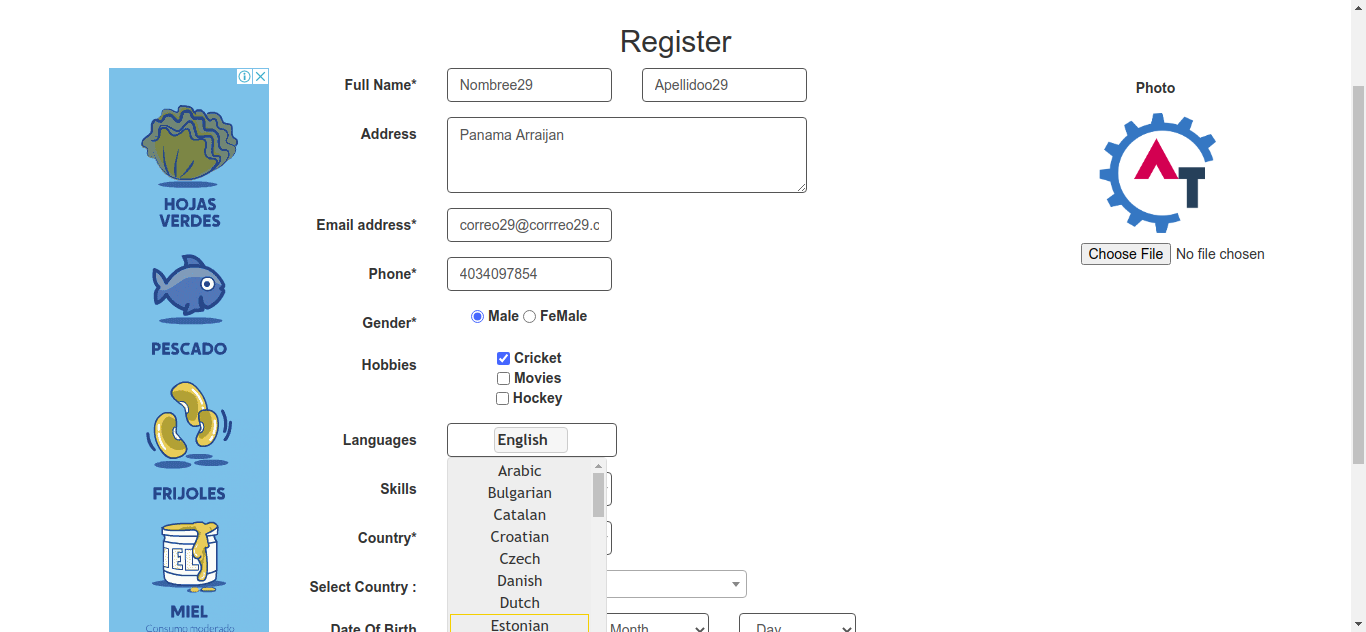 Register
HOJAS
VERDES
PESCADO
FRIJOLES
IEL
MIEL
Consumo moderado
Full Name*
Nombree29
Apellidoo29
Address
Panama Arraijan
Email address*
correo29@corrreo29.c
Phone*
4034097854
Gender*
Male
FeMale
Hobbies
Cricket
Movies
Hockey
Languages
English
Arabic
Bulgarian
Catalan
Croatian
Czech
Danish
Dutch
Estonian
Skills
Country*
Select Country :
Date Of Birth
Month
Day
Photo
AT
Choose File No file chosen